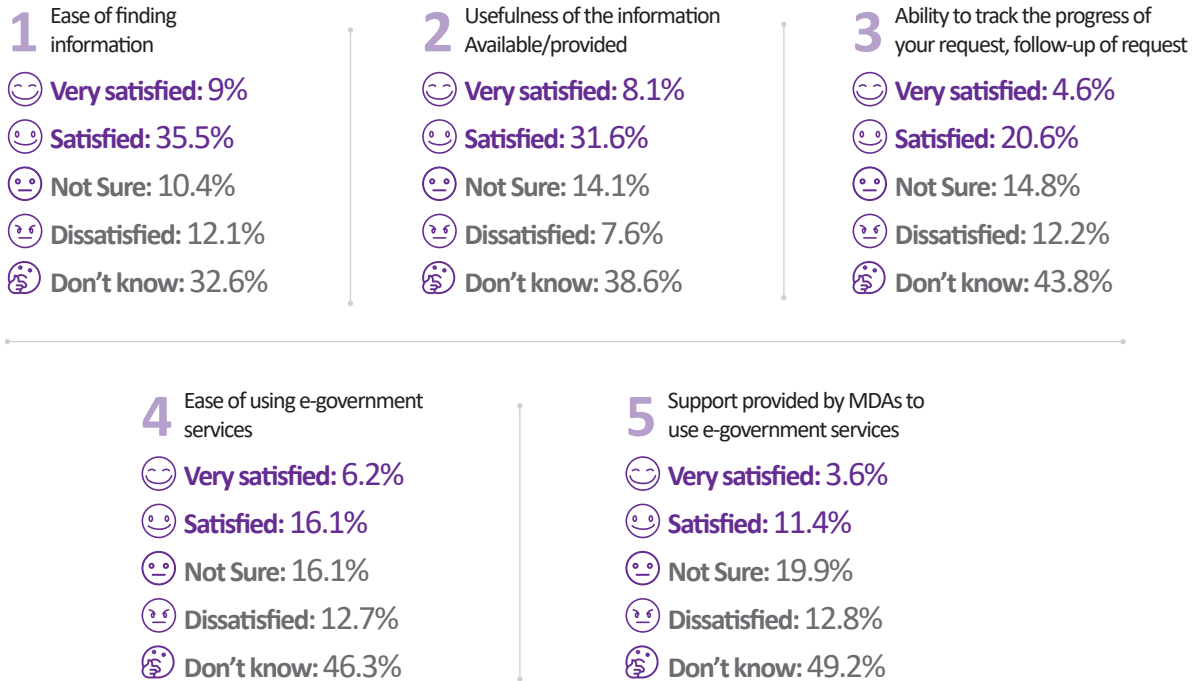 1
Ease of finding
information
Very satisfied: 9%
Satisfied: 35.5%
Not Sure: 10.4%
Dissatisfied: 12.1%
Don't know: 32.6%
2
Usefulness of the information
Available/provided
Very satisfied: 8.1%
Satisfied: 31.6%
Not Sure: 14.1%
Dissatisfied: 7.6%
Don't know: 38.6%
3
Ability to track the progress of
your request, follow-up of request
Very satisfied: 4.6%
Satisfied: 20.6%
Not Sure: 14.8%
Dissatisfied: 12.2%
Don't know: 43.8%
4
Ease of using e-government
services
Very satisfied: 6.2%
Satisfied: 16.1%
Not Sure: 16.1%
Dissatisfied: 12.7%
Don't know: 46.3%
5
Support provided by MDAs to
use e-government services
Very satisfied: 3.6%
Satisfied: 11.4%
Not Sure: 19.9%
Dissatisfied: 12.8%
Don't know: 49.2%